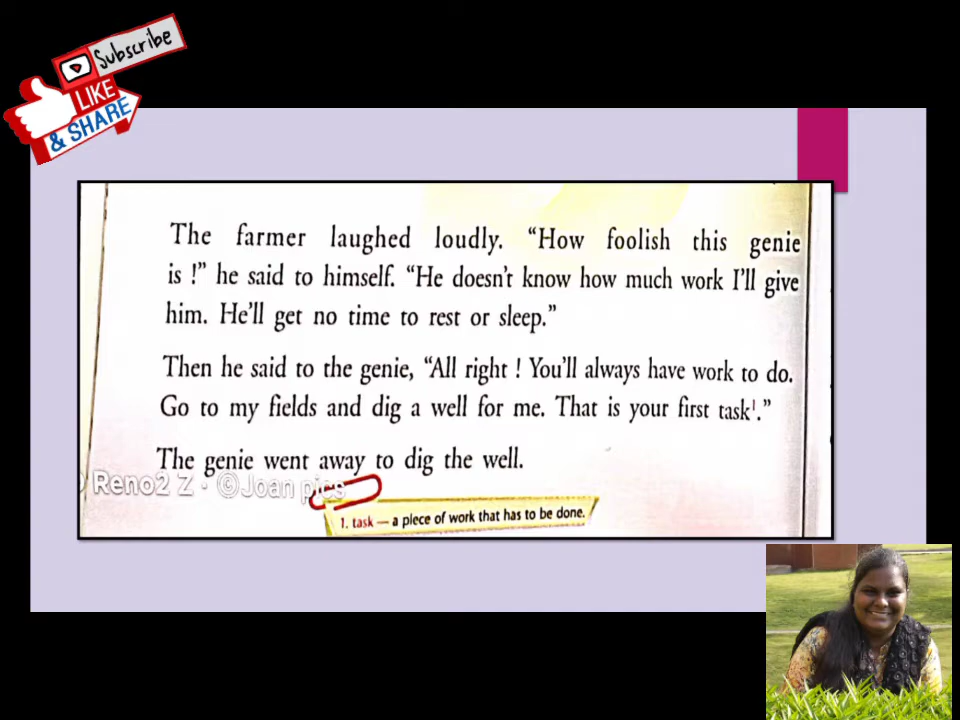 Subscribe
LIKE
& SHARE
The farmer laughed loudly. "How foolish this genie
is !" he said to himself. "He doesn't know how much work I'll give
him. He'll get no time to rest or sleep."
Then he said to the genie, "All right ! You'll always have work to do.
Go to my fields and dig a well for me. That is your first task¹."
The genie went away to dig the well.
Reno2 Z · ©Joan pics
1. task — a piece of work that has to be done.